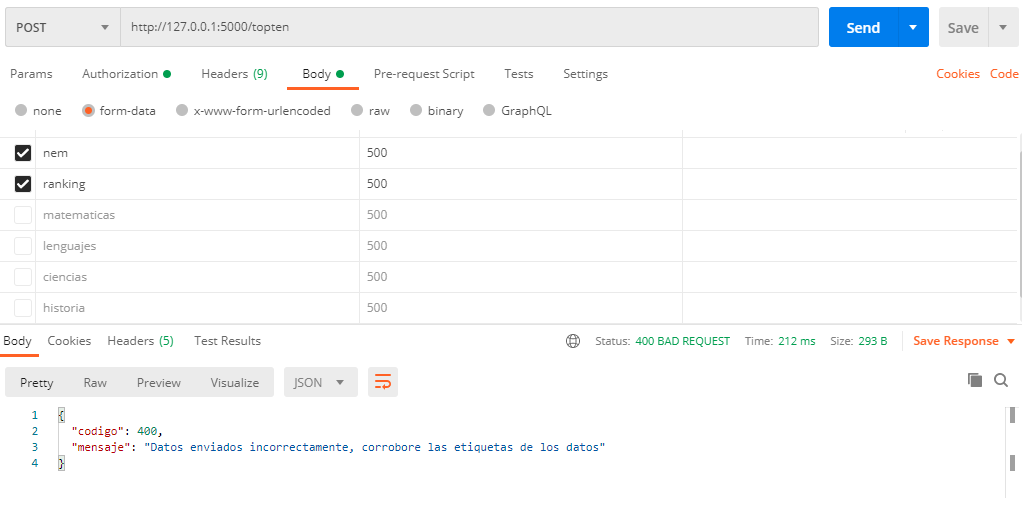 POST http://127.0.0.1:5000/topten Send Save
Params Authorization Headers (9) Body Pre-request Script Tests Settings Cookies Code
none form-data x-www-form-urlencoded raw binary GraphQL
nem 500
ranking 500
matematicas 500
lenguajes 500
ciencias 500
historia 500
Body Cookies Headers (5) Test Results Status: 400 BAD REQUEST Time: 212 ms Size: 293 B Save Response
Pretty Raw Preview Visualize JSON
1 {
2 "codigo": 400,
3 "mensaje": "Datos enviados incorrectamente, corrobore las etiquetas de los datos"
4 }